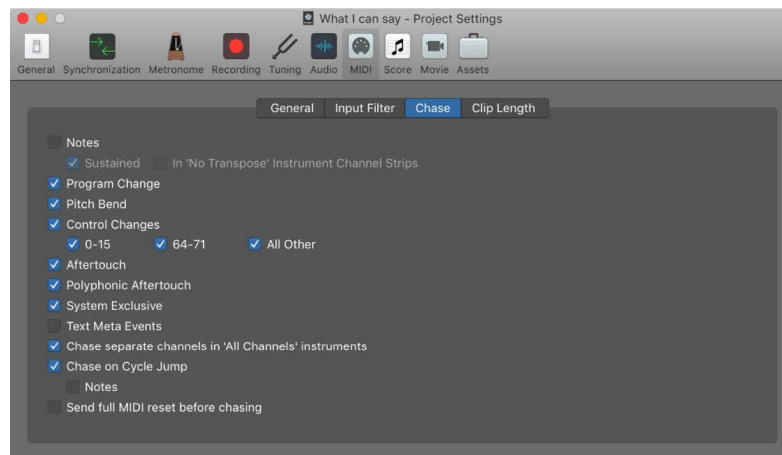 What I can say - Project Settings
General Synchronization Metronome Recording Tuning Audio MIDI Score Movie Assets
General Input Filter Chase Clip Length
Notes
Sustained In 'No Transpose' Instrument Channel Strips
Program Change
Pitch Bend
Control Changes
0-15 64-71 All Other
Aftertouch
Polyphonic Aftertouch
System Exclusive
Text Meta Events
Chase separate channels in 'All Channels' instruments
Chase on Cycle Jump
Notes
Send full MIDI reset before chasing